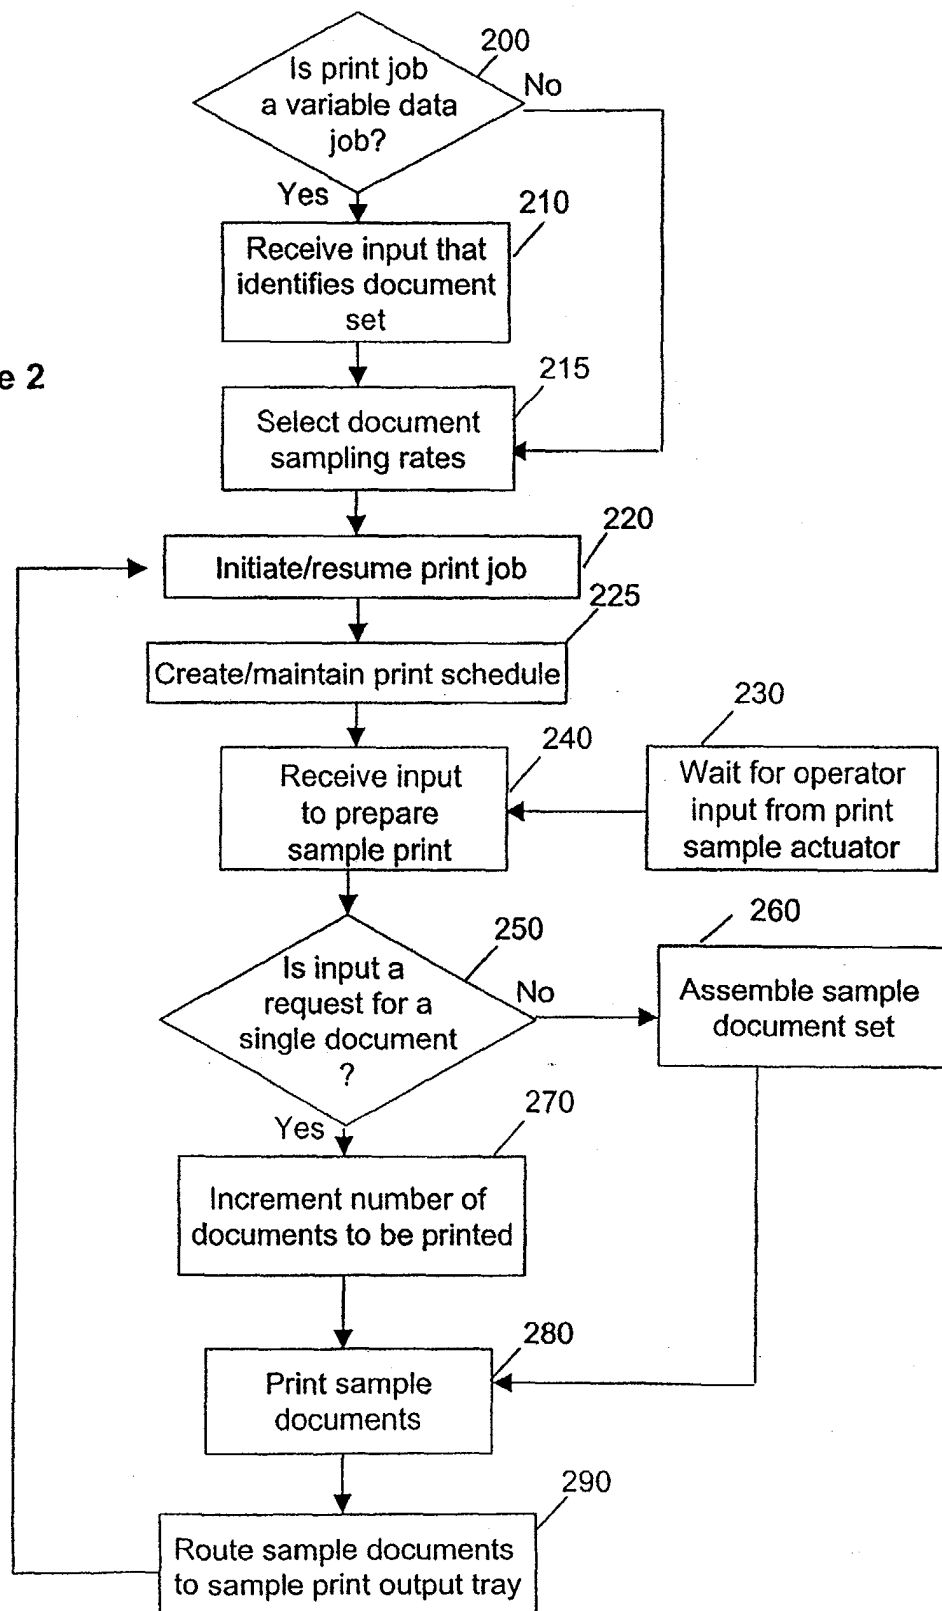 200
Is print job
a variable data
job?
No
Yes
210
Receive input that
identifies document
set
e 2
215
Select document
sampling rates
220
Initiate/resume print job
225
Create/maintain print schedule
230
240
Receive input
to prepare
sample print
Wait for operator
input from print
sample actuator
250
260
Is input a
request for a
single document
?
No
Assemble sample
document set
Yes
270
Increment number of
documents to be printed
280
Print sample
documents
290
Route sample documents
to sample print output tray